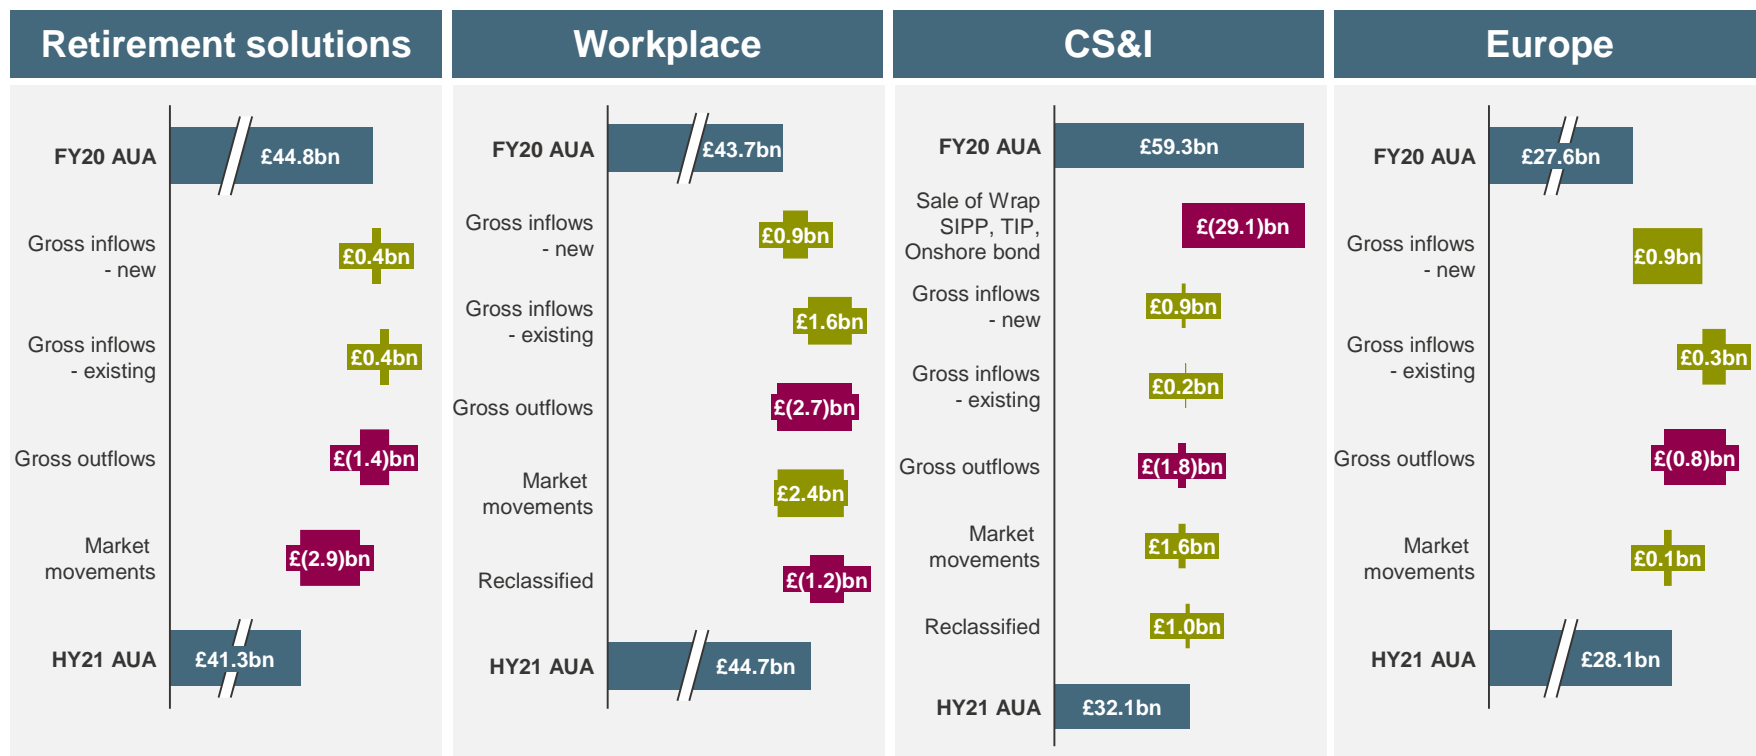 Retirement solutions
FY20 AUA
£44.8bn
Gross inflows
- new
£0.4bn
Gross inflows
- existing
£0.4bn
Gross outflows
£(1.4)bn
Market
movements
£(2.9)bn
HY21 AUA
£41.3bn
Workplace
FY20 AUA
£43.7bn
Gross inflows
- new
£0.9bn
Gross inflows
- existing
£1.6bn
Gross outflows
£(2.7)bn
Market
movements
£2.4bn
Reclassified
£(1.2)bn
HY21 AUA
£44.7bn
CS&I
FY20 AUA
£59.3bn
Sale of Wrap
SIPP, TIP,
Onshore bond
£(29.1)bn
Gross inflows
- new
£0.9bn
Gross inflows
- existing
£0.2bn
Gross outflows
£(1.8)bn
Market
movements
£1.6bn
Reclassified
£1.0bn
HY21 AUA
£32.1bn
Europe
FY20 AUA
£27.6bn
Gross inflows
- new
£0.9bn
Gross inflows
- existing
£0.3bn
Gross outflows
£(0.8)bn
Market
movements
£0.1bn
HY21 AUA
£28.1bn